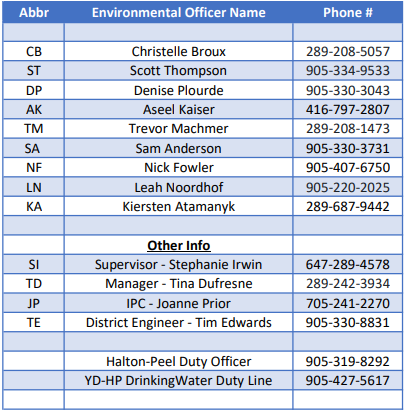 Abbr Environmental Officer Name Phone #
CB Christelle Broux 289-208-5057
ST Scott Thompson 905-334-9533
DP Denise Plourde 905-330-3043
AK Aseel Kaiser 416-797-2807
TM Trevor Machmer 289-208-1473
SA Sam Anderson 905-330-3731
NF Nick Fowler 905-407-6750
LN Leah Noordhof 905-220-2025
KA Kiersten Atamanyk 289-687-9442
Other Info
SI Supervisor - Stephanie Irwin 647-289-4578
TD Manager - Tina Dufresne 289-242-3934
JP IPC - Joanne Prior 705-241-2270
TE District Engineer - Tim Edwards 905-330-8831
Halton-Peel Duty Officer 905-319-8292
YD-HP DrinkingWater Duty Line 905-427-5617